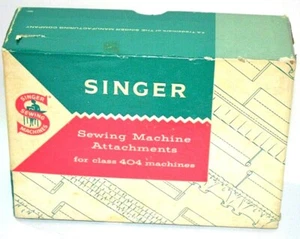 SINGER
SINGER
SEWING
MACHINES
Sewing Machine
Attachments
for class 404 machines